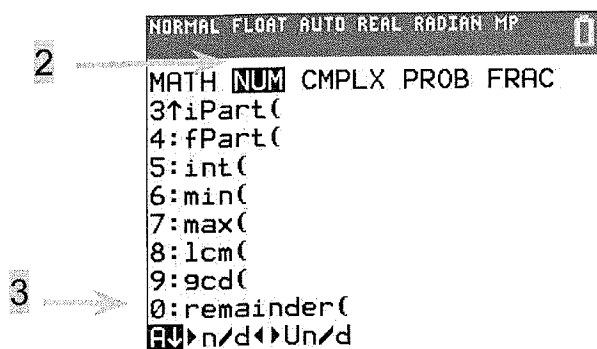 NORMAL FLOAT AUTO REAL RADIAN MP
2
MATH NUM CMPLX PROB FRAC
3↑iPart(
4:fPart(
5:int(
6:min(
7:max(
8:lcm(
9:gcd(
3
0:remainder(
A↓▸n/d◂▸Un/d